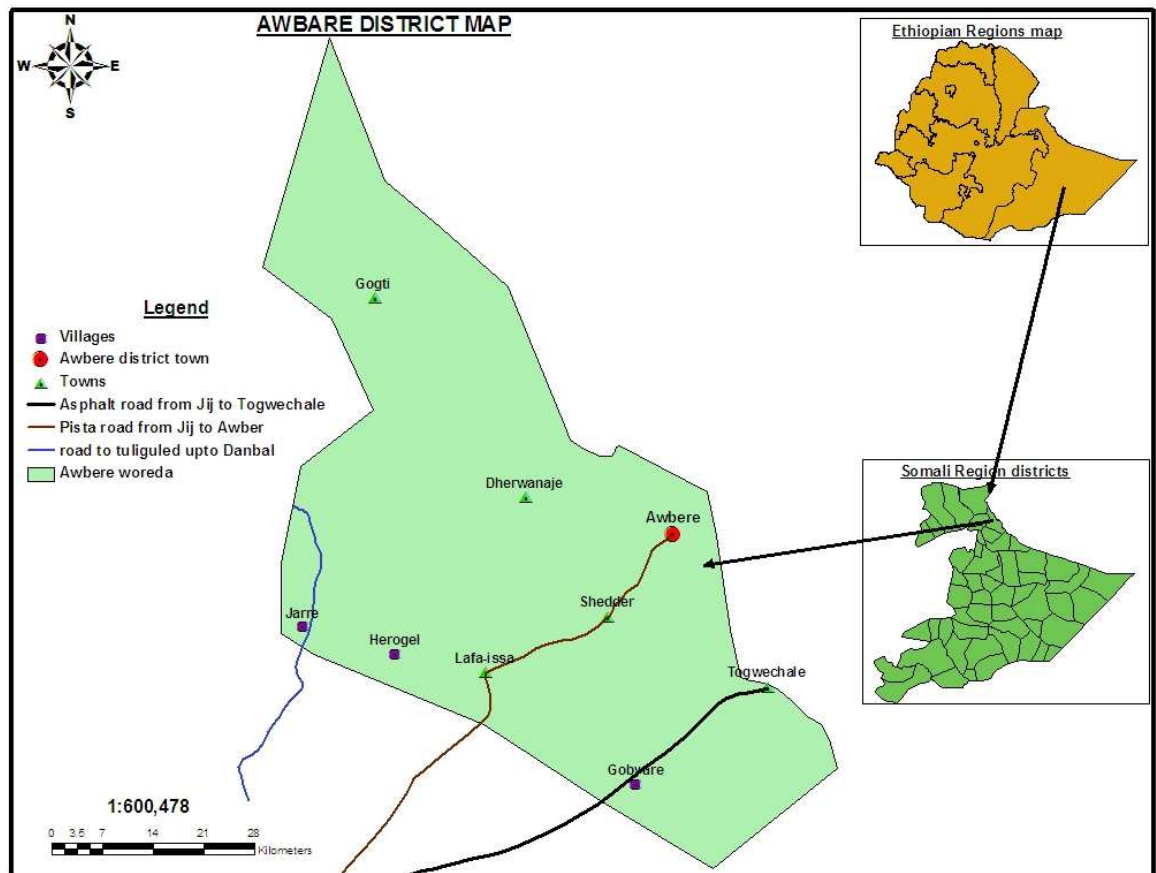 AWBARE DISTRICT MAP
N
W E
S
Ethiopian Regions map
Gogti
Legend
Villages
Awbere district town
Towns
Asphalt road from Jij to Togwechale
Pista road from Jij to Awber
road to tuliguled upto Danbal
Awbere woreda
Somali Region districts
Dherwanaje
Awbere
Shedder
Jarre
Herogel
Lafa-issa
Togwechale
Gobyare
1:600,478
0 3.5 7 14 21 28
Kilometers